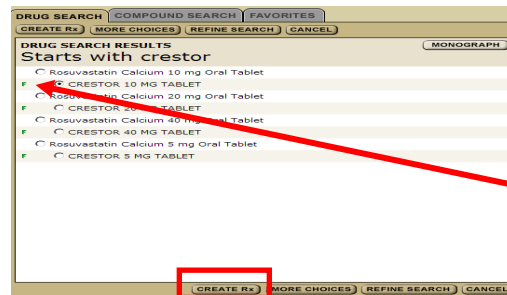 DRUG SEARCH COMPOUND SEARCH FAVORITES
CREATE Rx MORE CHOICES REFINE SEARCH CANCEL
DRUG SEARCH RESULTS MONOGRAPH
Starts with crestor
Rosuvastatin Calcium 10 mg Oral Tablet
F CRESTOR 10 MG TABLET
Rosuvastatin Calcium 20 mg Oral Tablet
F CRESTOR 20 MG TABLET
Rosuvastatin Calcium 40 mg Oral Tablet
F CRESTOR 40 MG TABLET
Rosuvastatin Calcium 5 mg Oral Tablet
F CRESTOR 5 MG TABLET
CREATE Rx MORE CHOICES REFINE SEARCH CANCEL